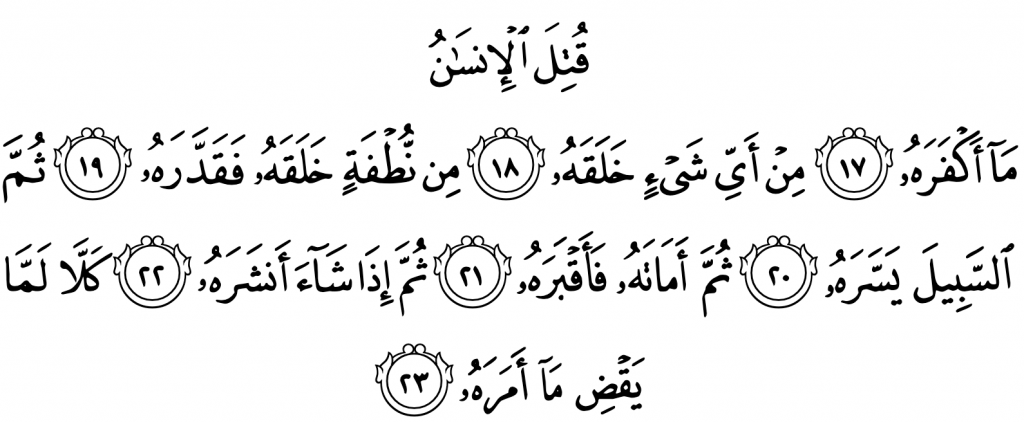 قُتِلَ ٱلْإِنسَـٰنُ
مَآ أَكْفَرَهُۥ ١٧ مِنْ أَىِّ شَىْءٍ خَلَقَهُۥ ١٨ مِن نُّطْفَةٍ خَلَقَهُۥ فَقَدَّرَهُۥ ١٩ ثُمَّ
ٱلسَّبِيلَ يَسَّرَهُۥ ٢٠ ثُمَّ أَمَاتَهُۥ فَأَقْبَرَهُۥ ٢١ ثُمَّ إِذَا شَآءَ أَنشَرَهُۥ ٢٢ كَلَّا لَمَّا
يَقْضِ مَآ أَمَرَهُۥ ٢٣